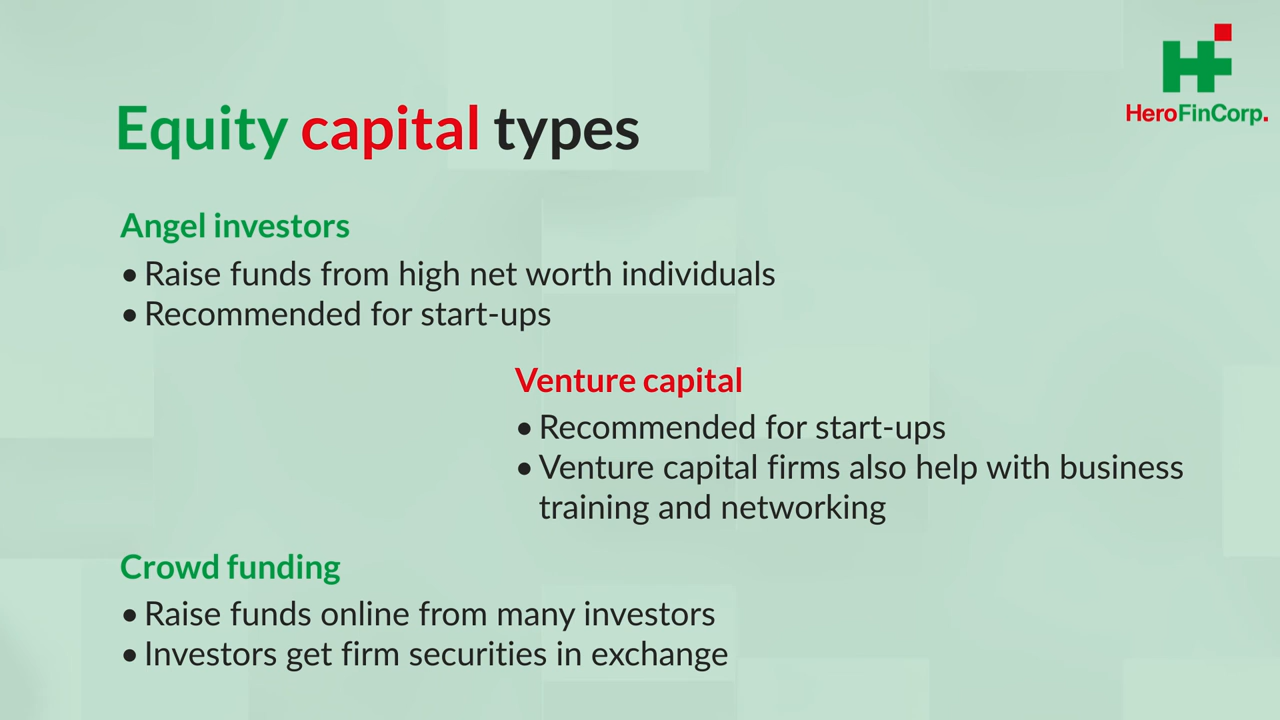 HeroFinCorp.
Equity capital types
Angel investors
• Raise funds from high net worth individuals
• Recommended for start-ups
Venture capital
• Recommended for start-ups
• Venture capital firms also help with business
training and networking
Crowd funding
• Raise funds online from many investors
• Investors get firm securities in exchange